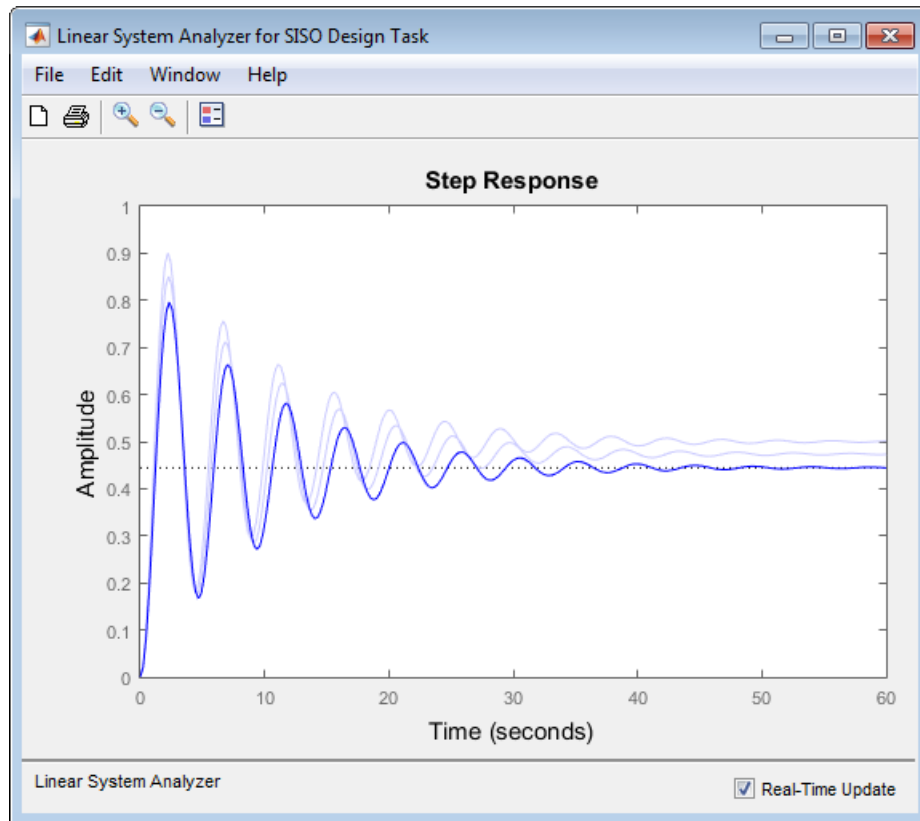 Linear System Analyzer for SISO Design Task
File Edit Window Help
Step Response
1
0.9
0.8
0.7
0.6
0.5
0.4
0.3
0.2
0.1
0
Amplitude
0 10 20 30 40 50 60
Time (seconds)
Linear System Analyzer
Real-Time Update